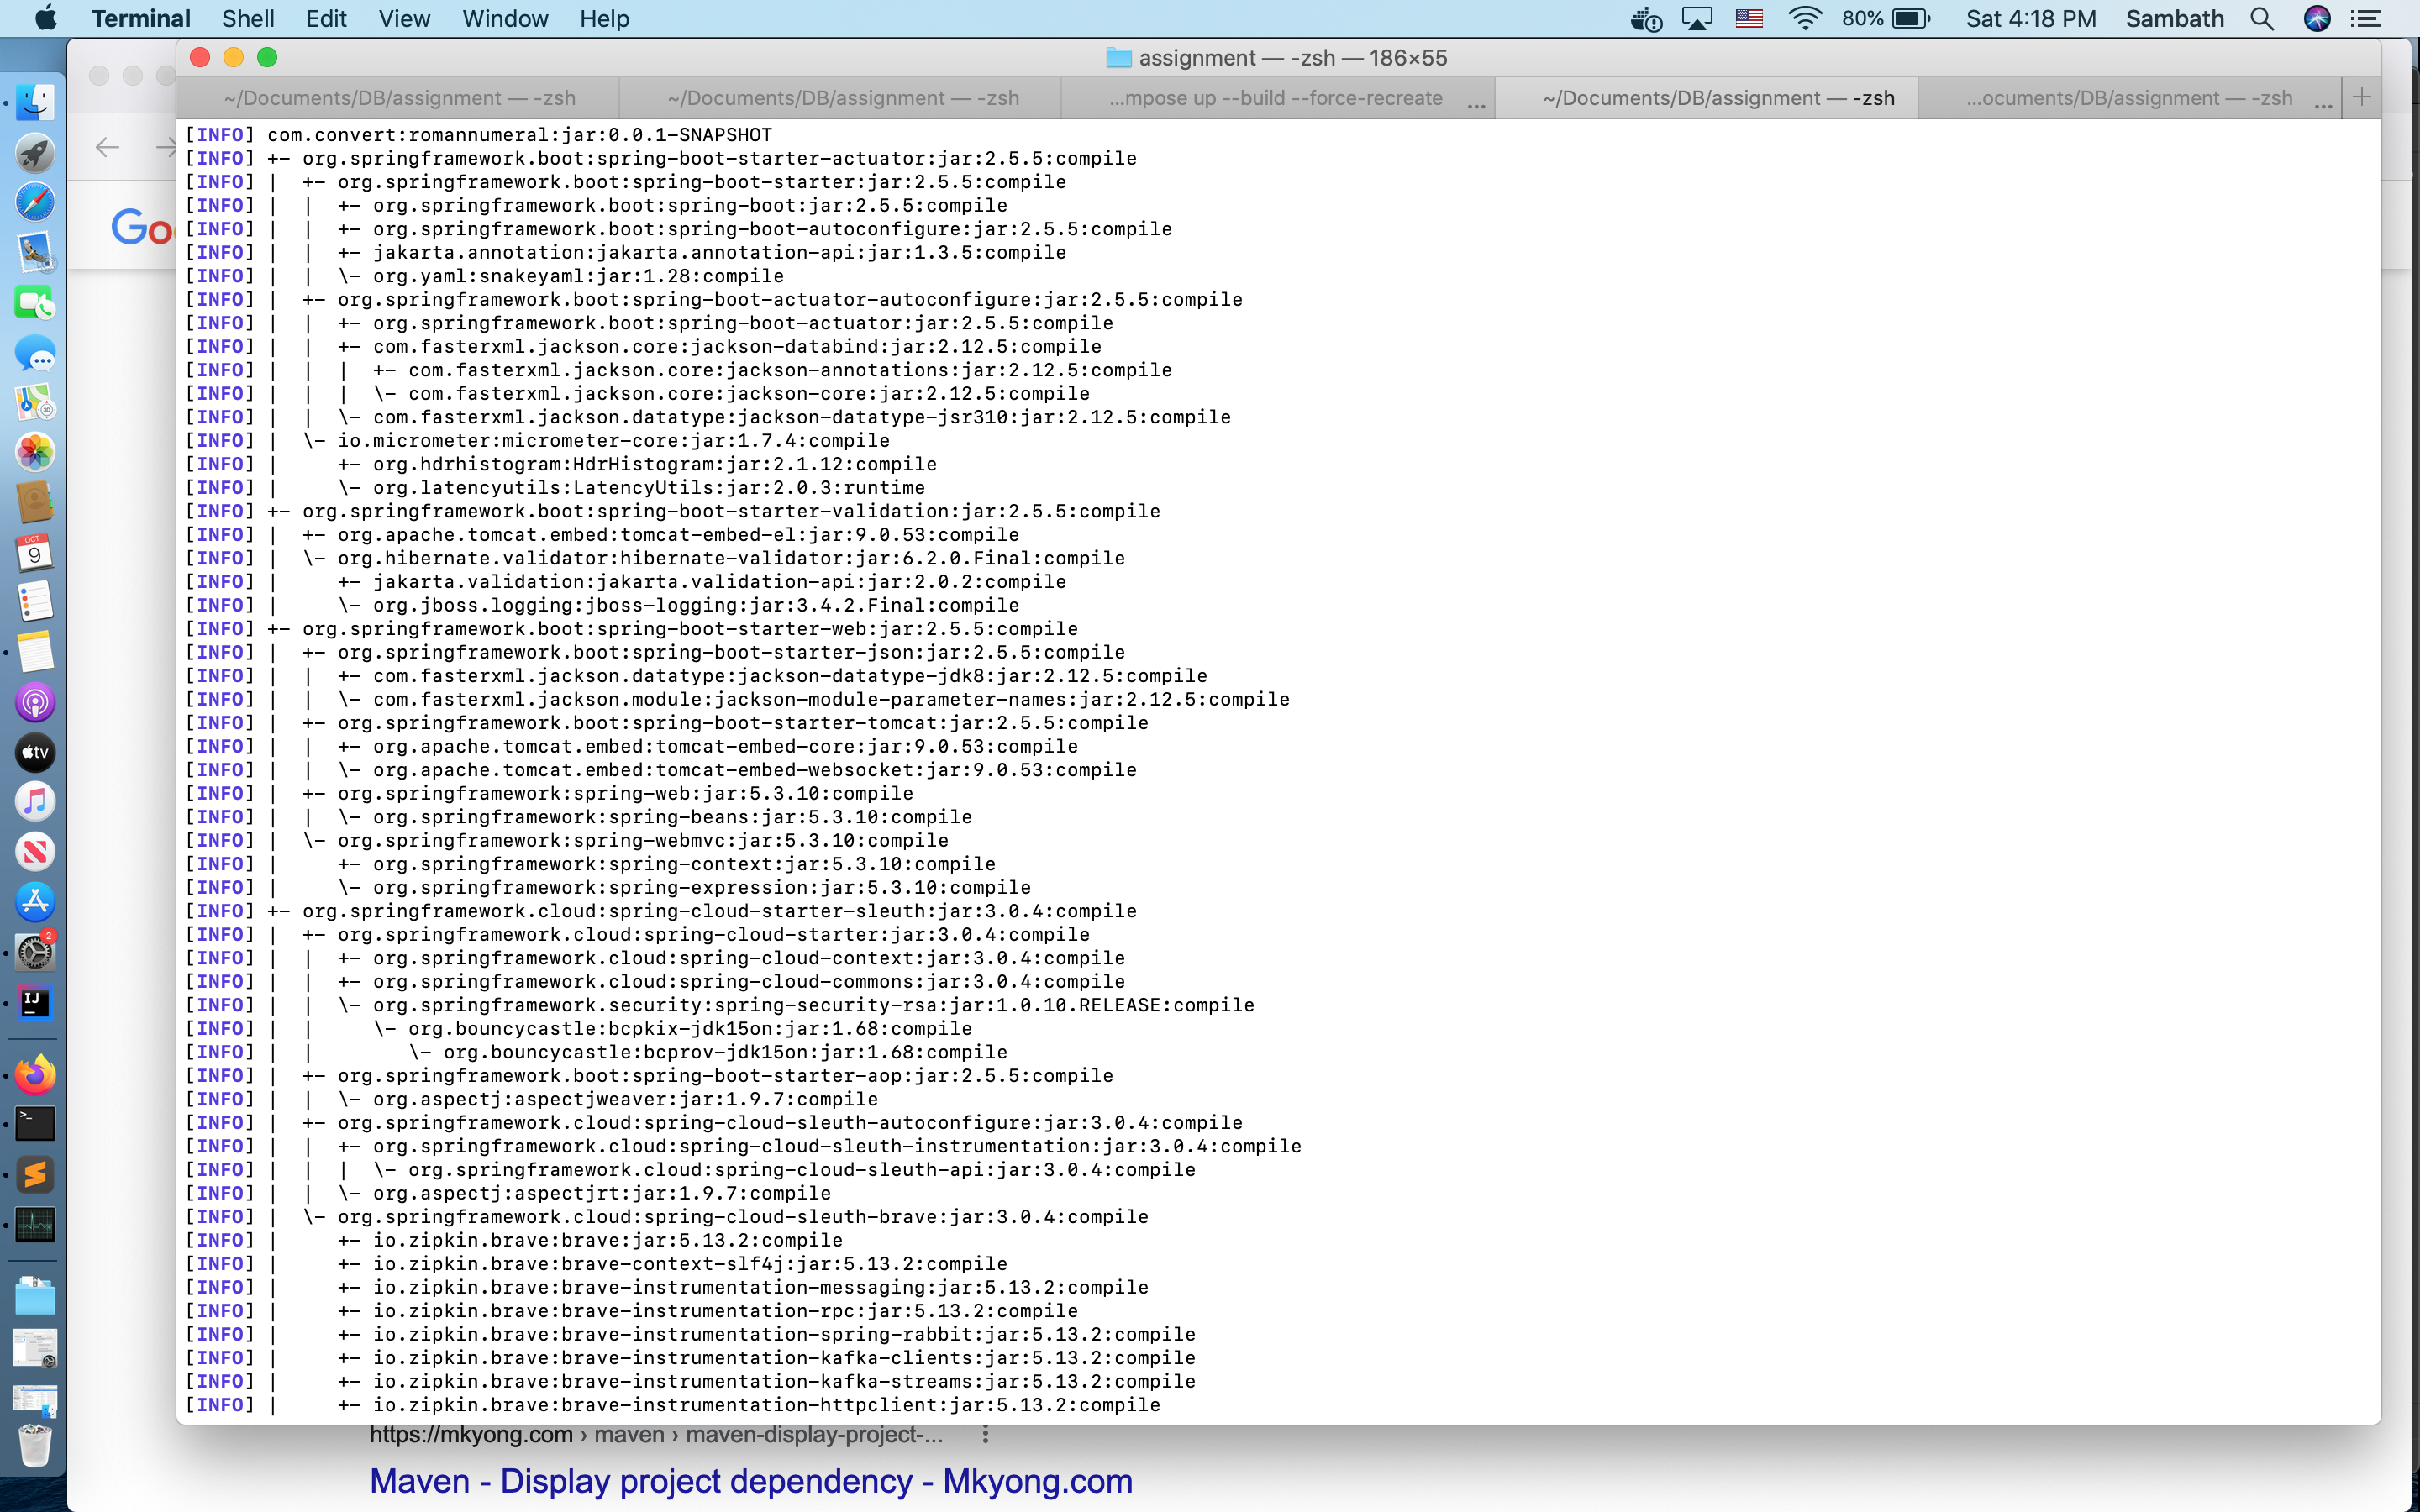 Terminal Shell Edit View Window Help 80% Sat 4:18 PM Sambath
assignment — -zsh — 186×55
~/Documents/DB/assignment — -zsh ~/Documents/DB/assignment — -zsh ...mpose up --build --force-recreate ... ~/Documents/DB/assignment — -zsh ...ocuments/DB/assignment — -zsh ...
[INFO] com.convert:romannumeral:jar:0.0.1-SNAPSHOT
[INFO] +- org.springframework.boot:spring-boot-starter-actuator:jar:2.5.5:compile
[INFO] |  +- org.springframework.boot:spring-boot-starter:jar:2.5.5:compile
[INFO] |  |  +- org.springframework.boot:spring-boot:jar:2.5.5:compile
[INFO] |  |  +- org.springframework.boot:spring-boot-autoconfigure:jar:2.5.5:compile
[INFO] |  |  +- jakarta.annotation:jakarta.annotation-api:jar:1.3.5:compile
[INFO] |  |  \- org.yaml:snakeyaml:jar:1.28:compile
[INFO] |  +- org.springframework.boot:spring-boot-actuator-autoconfigure:jar:2.5.5:compile
[INFO] |  |  +- org.springframework.boot:spring-boot-actuator:jar:2.5.5:compile
[INFO] |  |  +- com.fasterxml.jackson.core:jackson-databind:jar:2.12.5:compile
[INFO] |  |  |  +- com.fasterxml.jackson.core:jackson-annotations:jar:2.12.5:compile
[INFO] |  |  |  \- com.fasterxml.jackson.core:jackson-core:jar:2.12.5:compile
[INFO] |  |  \- com.fasterxml.jackson.datatype:jackson-datatype-jsr310:jar:2.12.5:compile
[INFO] |  \- io.micrometer:micrometer-core:jar:1.7.4:compile
[INFO] |     +- org.hdrhistogram:HdrHistogram:jar:2.1.12:compile
[INFO] |     \- org.latencyutils:LatencyUtils:jar:2.0.3:runtime
[INFO] +- org.springframework.boot:spring-boot-starter-validation:jar:2.5.5:compile
[INFO] |  +- org.apache.tomcat.embed:tomcat-embed-el:jar:9.0.53:compile
[INFO] |  \- org.hibernate.validator:hibernate-validator:jar:6.2.0.Final:compile
[INFO] |     +- jakarta.validation:jakarta.validation-api:jar:2.0.2:compile
[INFO] |     \- org.jboss.logging:jboss-logging:jar:3.4.2.Final:compile
[INFO] +- org.springframework.boot:spring-boot-starter-web:jar:2.5.5:compile
[INFO] |  +- org.springframework.boot:spring-boot-starter-json:jar:2.5.5:compile
[INFO] |  |  +- com.fasterxml.jackson.datatype:jackson-datatype-jdk8:jar:2.12.5:compile
[INFO] |  |  \- com.fasterxml.jackson.module:jackson-module-parameter-names:jar:2.12.5:compile
[INFO] |  +- org.springframework.boot:spring-boot-starter-tomcat:jar:2.5.5:compile
[INFO] |  |  +- org.apache.tomcat.embed:tomcat-embed-core:jar:9.0.53:compile
[INFO] |  |  \- org.apache.tomcat.embed:tomcat-embed-websocket:jar:9.0.53:compile
[INFO] |  +- org.springframework:spring-web:jar:5.3.10:compile
[INFO] |  |  \- org.springframework:spring-beans:jar:5.3.10:compile
[INFO] |  \- org.springframework:spring-webmvc:jar:5.3.10:compile
[INFO] |     +- org.springframework:spring-context:jar:5.3.10:compile
[INFO] |     \- org.springframework:spring-expression:jar:5.3.10:compile
[INFO] +- org.springframework.cloud:spring-cloud-starter-sleuth:jar:3.0.4:compile
[INFO] |  +- org.springframework.cloud:spring-cloud-starter:jar:3.0.4:compile
[INFO] |  |  +- org.springframework.cloud:spring-cloud-context:jar:3.0.4:compile
[INFO] |  |  +- org.springframework.cloud:spring-cloud-commons:jar:3.0.4:compile
[INFO] |  |  \- org.springframework.security:spring-security-rsa:jar:1.0.10.RELEASE:compile
[INFO] |  |     \- org.bouncycastle:bcpkix-jdk15on:jar:1.68:compile
[INFO] |  |        \- org.bouncycastle:bcprov-jdk15on:jar:1.68:compile
[INFO] |  +- org.springframework.boot:spring-boot-starter-aop:jar:2.5.5:compile
[INFO] |  |  \- org.aspectj:aspectjweaver:jar:1.9.7:compile
[INFO] |  +- org.springframework.cloud:spring-cloud-sleuth-autoconfigure:jar:3.0.4:compile
[INFO] |  |  +- org.springframework.cloud:spring-cloud-sleuth-instrumentation:jar:3.0.4:compile
[INFO] |  |  |  \- org.springframework.cloud:spring-cloud-sleuth-api:jar:3.0.4:compile
[INFO] |  |  \- org.aspectj:aspectjrt:jar:1.9.7:compile
[INFO] |  \- org.springframework.cloud:spring-cloud-sleuth-brave:jar:3.0.4:compile
[INFO] |     +- io.zipkin.brave:brave:jar:5.13.2:compile
[INFO] |     +- io.zipkin.brave:brave-context-slf4j:jar:5.13.2:compile
[INFO] |     +- io.zipkin.brave:brave-instrumentation-messaging:jar:5.13.2:compile
[INFO] |     +- io.zipkin.brave:brave-instrumentation-rpc:jar:5.13.2:compile
[INFO] |     +- io.zipkin.brave:brave-instrumentation-spring-rabbit:jar:5.13.2:compile
[INFO] |     +- io.zipkin.brave:brave-instrumentation-kafka-clients:jar:5.13.2:compile
[INFO] |     +- io.zipkin.brave:brave-instrumentation-kafka-streams:jar:5.13.2:compile
[INFO] |     +- io.zipkin.brave:brave-instrumentation-httpclient:jar:5.13.2:compile
Goo
OCT
9
tv
2
IJ
https://mkyong.com › maven › maven-display-project-...
Maven - Display project dependency - Mkyong.com